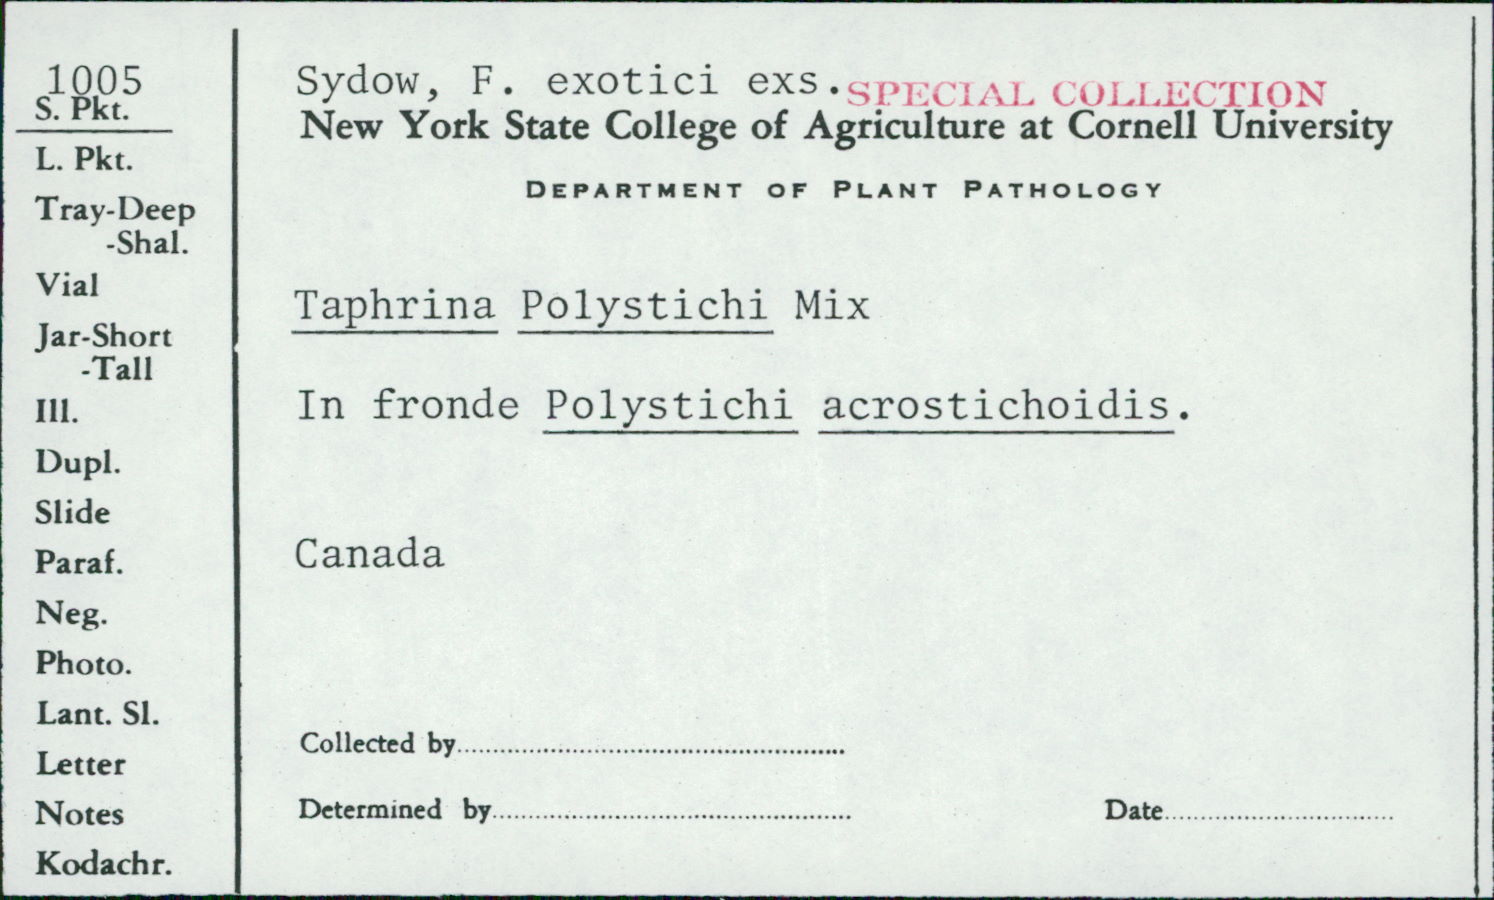 1005
S. Pkt.
L. Pkt.
Tray-Deep
-Shal.
Vial
Jar-Short
-Tall
Ill.
Dupl.
Slide
Paraf.
Neg.
Photo.
Lant. Sl.
Letter
Notes
Kodachr.
Sydow, F. exotici exs. SPECIAL COLLECTION
New York State College of Agriculture at Cornell University
DEPARTMENT OF PLANT PATHOLOGY
Taphrina Polystichi Mix
In fronde Polystichi acrostichoidis.
Canada
Collected by
Determined by Date